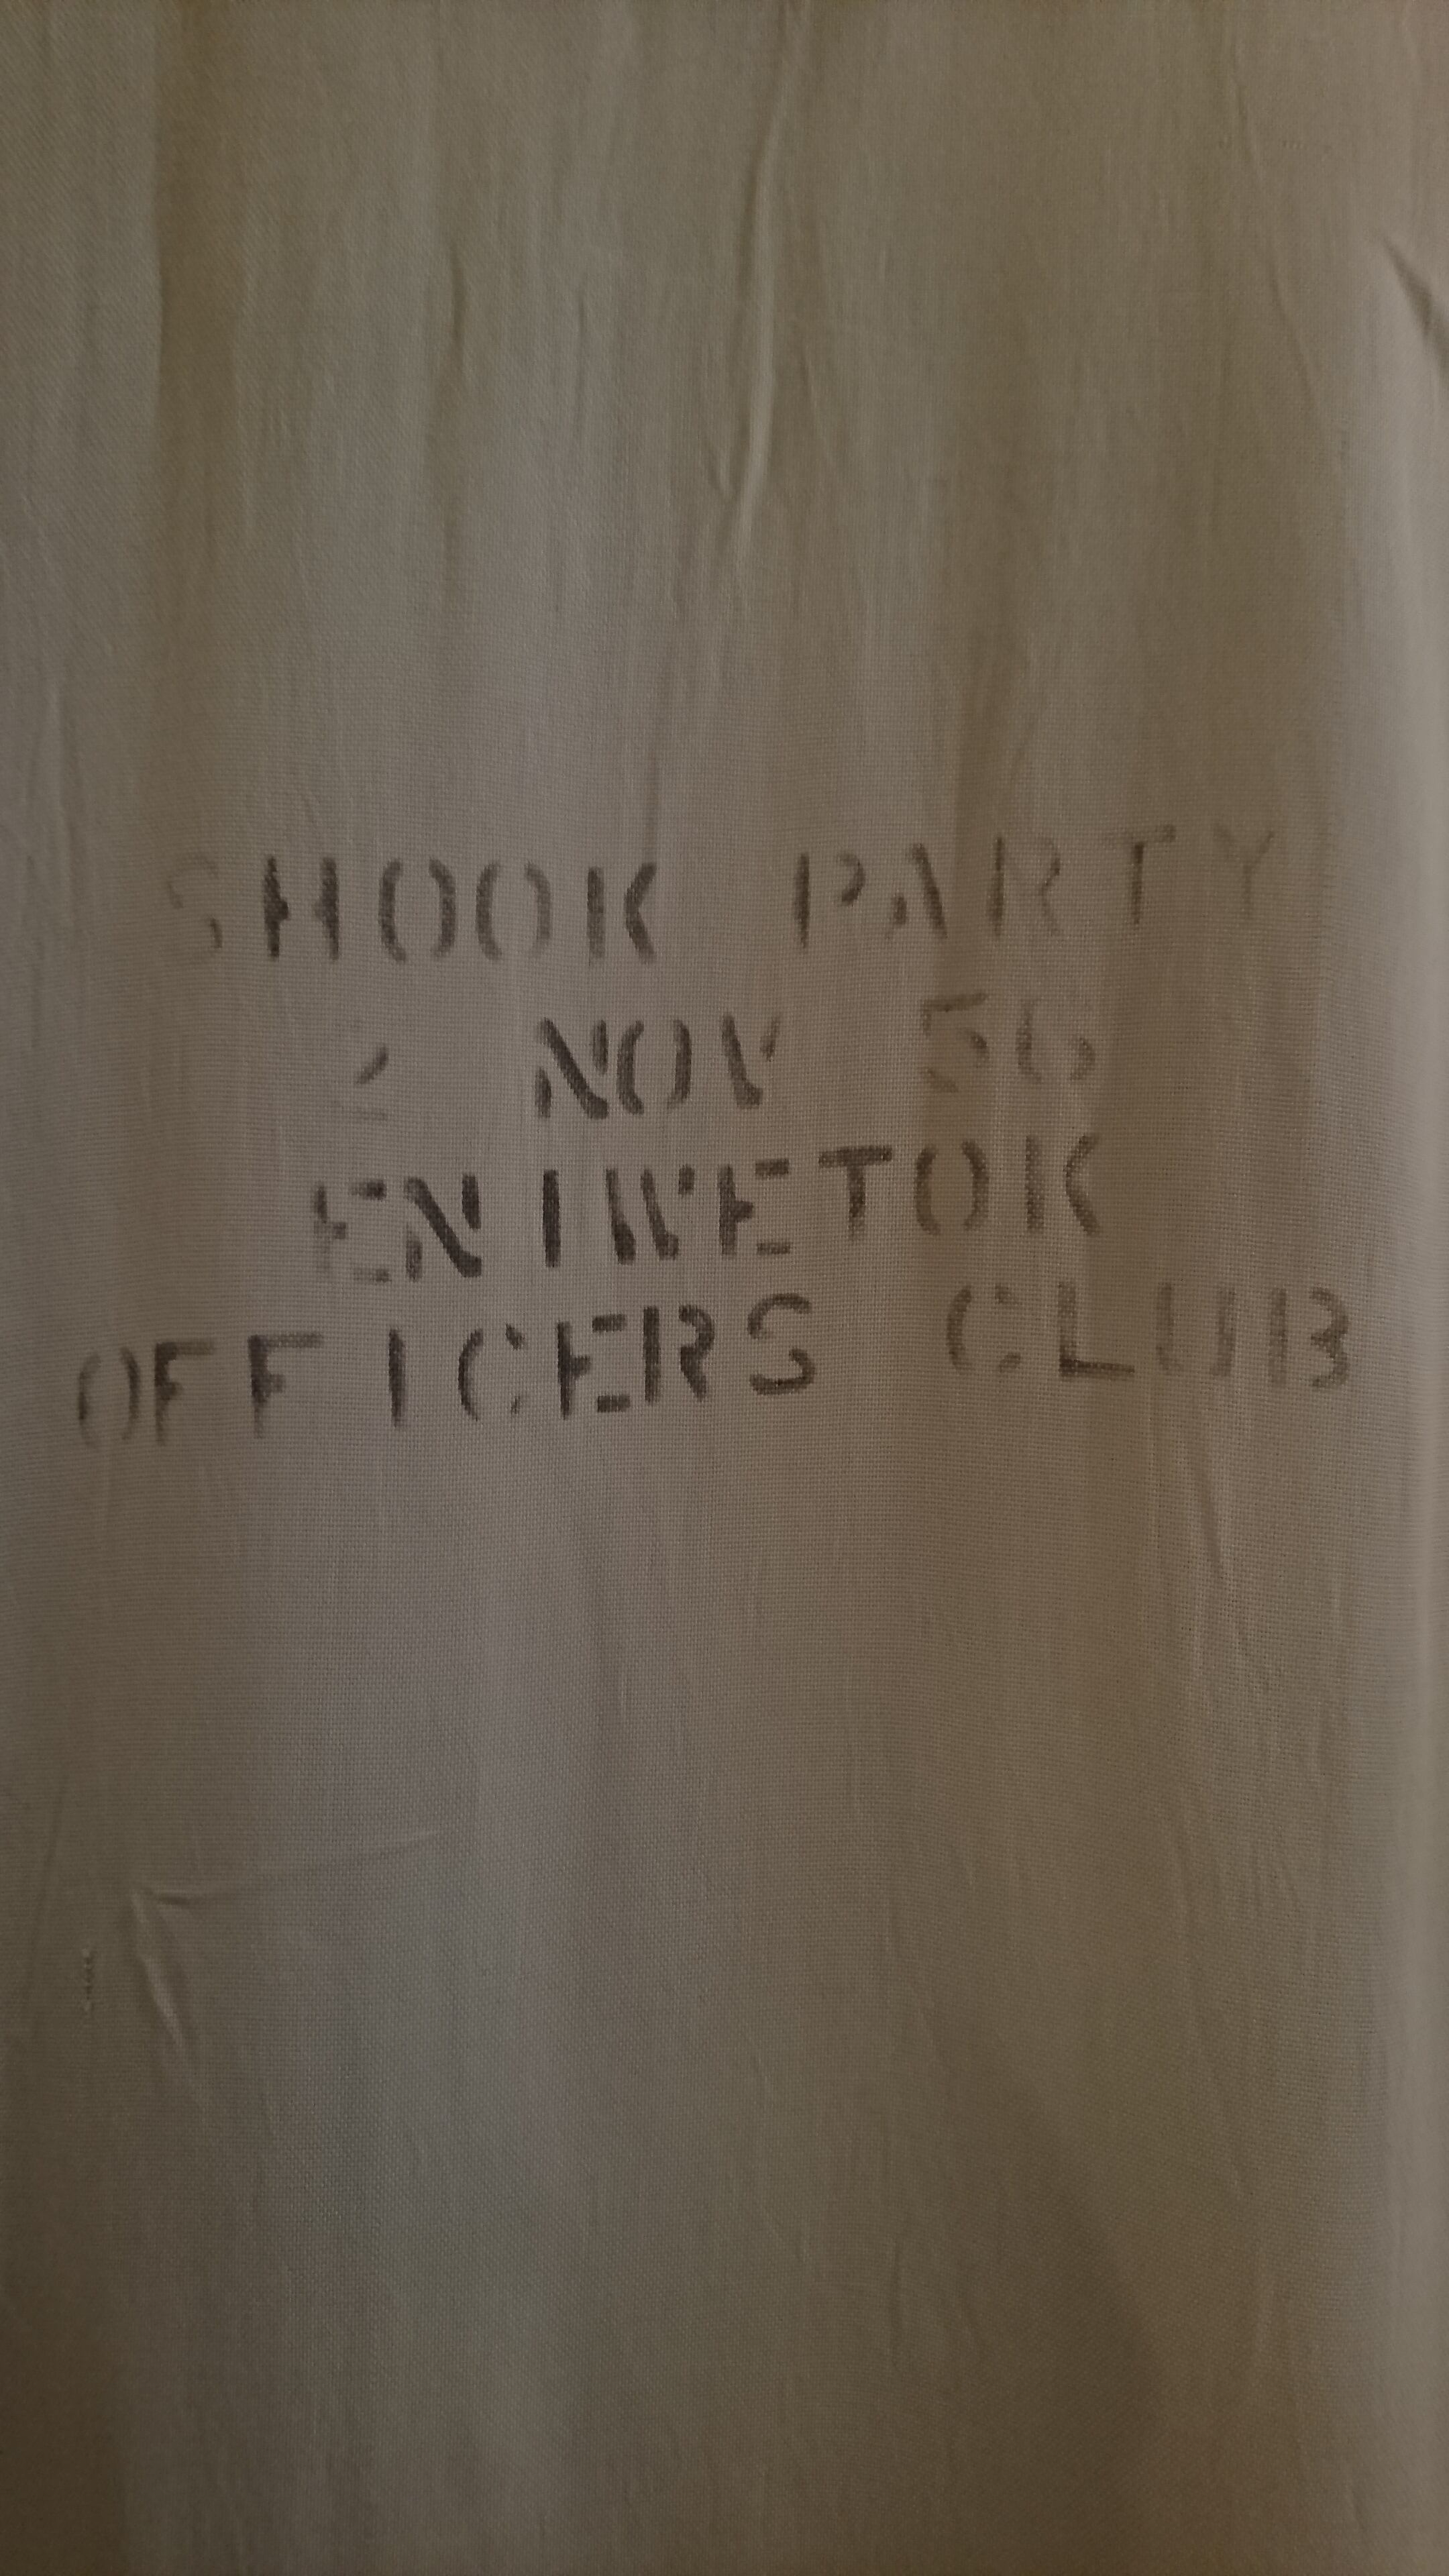 SHOOK PARTY
2 NOV 56
ENIWETOK
OFFICERS CLUB